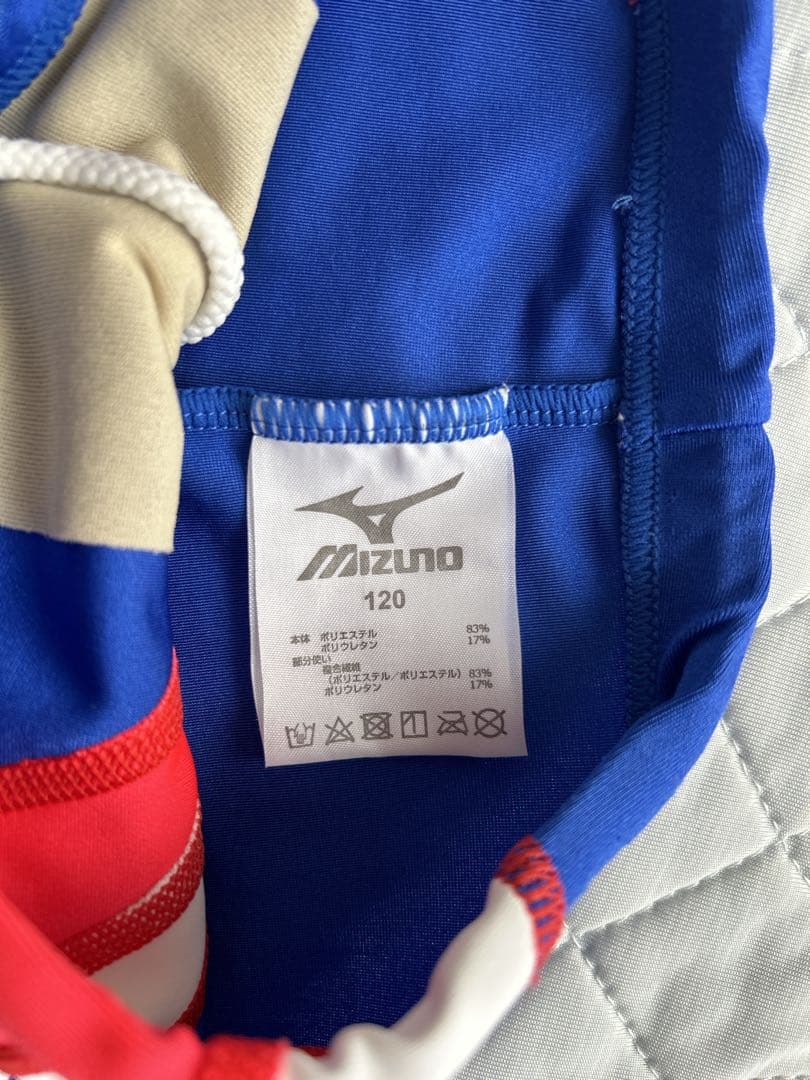 MIZUNO
120
本体 ポリエステル 83%
ポリウレタン 17%
部分使い
複合繊維
(ポリエステル/ポリエステル) 83%
ポリウレタン 17%